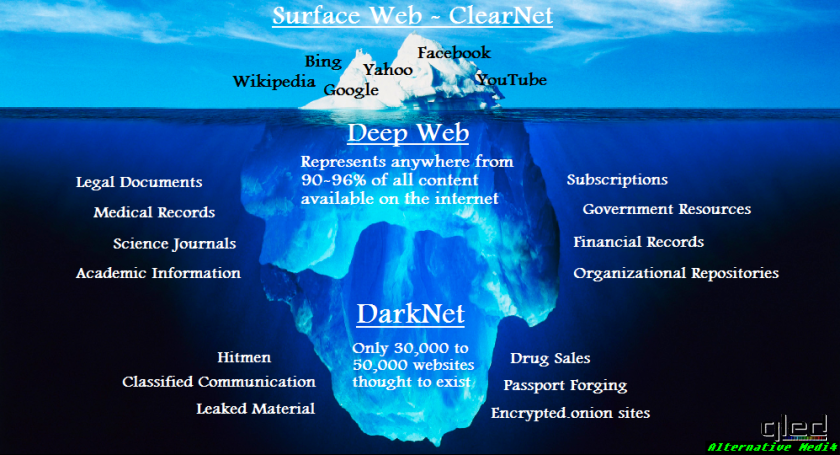 Surface Web ~ ClearNet
Facebook
Bing
Yahoo
Wikipedia
YouTube
Google
Deep Web
Represents anywhere from
90~96% of all content
available on the internet
Legal Documents
Medical Records
Science Journals
Academic Information
Subscriptions
Government Resources
Financial Records
Organizational Repositories
DarkNet
Only 30,000 to
50,000 websites
thought to exist
Hitmen
Classified Communication
Leaked Material
Drug Sales
Passport Forging
Encrypted.onion sites
Alternative Medi4